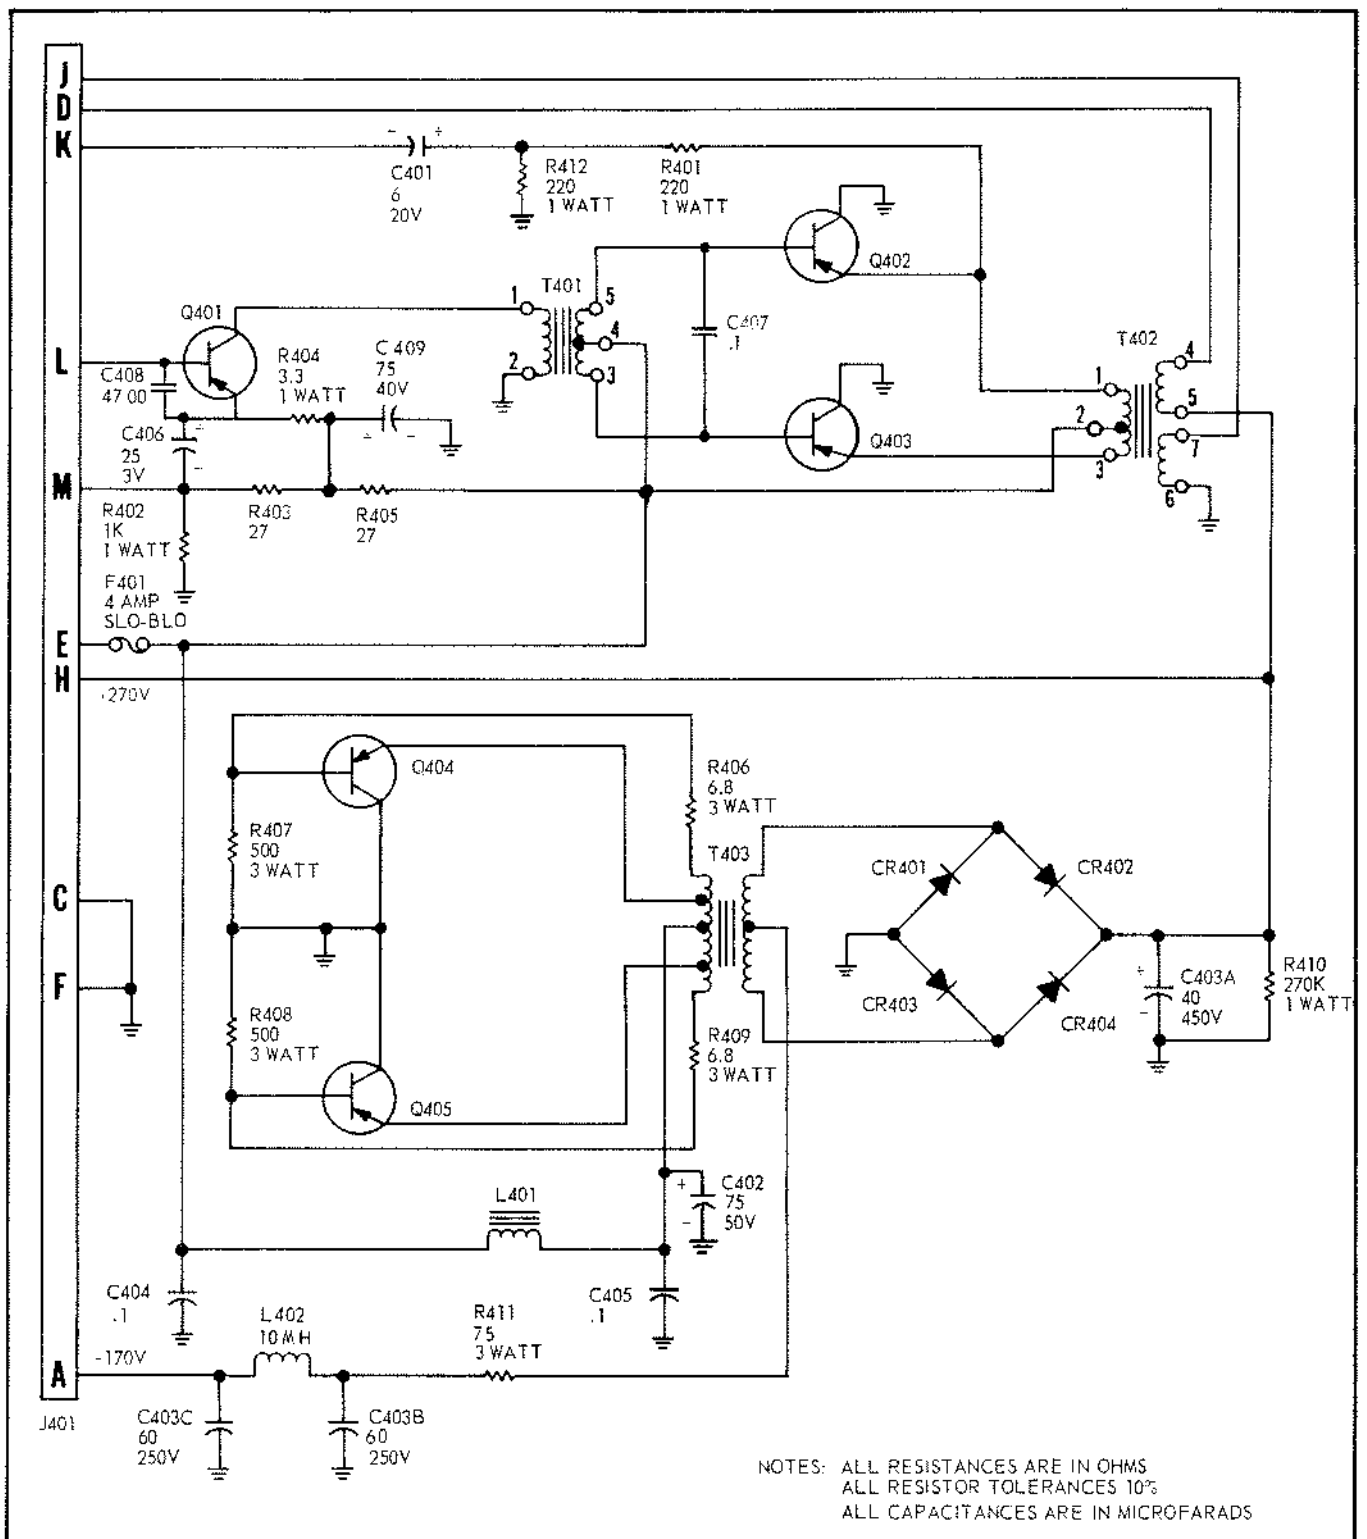 J
D
K
- +
C401
6
20V
R412
220
1 WATT
R401
220
1 WATT
Q402
T401
1
5
4
2
3
Q401
L
C408
4700
R404
3.3
1 WATT
C 409
75
40V
+ -
C407
.1
Q403
T402
1
2
3
4
5
7
6
C406
25
3V
+
-
M
R402
1K
1 WATT
R403
27
R405
27
F401
4 AMP
SLO-BLO
E
H
270V
Q404
R406
6.8
3 WATT
R407
500
3 WATT
T403
CR401
CR402
C
F
R408
500
3 WATT
R409
6.8
3 WATT
CR403
CR404
+
-
C403A
40
450V
R410
270K
1 WATT
Q405
L401
+
-
C402
75
50V
C404
.1
C405
.1
L402
10MH
R411
75
3 WATT
-170V
A
J401
C403C
60
250V
C403B
60
250V
NOTES: ALL RESISTANCES ARE IN OHMS
ALL RESISTOR TOLERANCES 10%
ALL CAPACITANCES ARE IN MICROFARADS